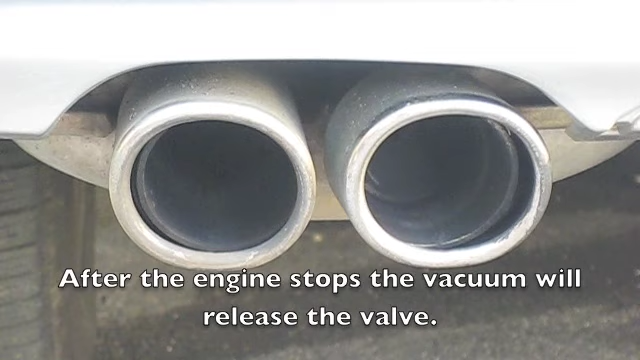 After the engine stops the vacuum will
release the valve.